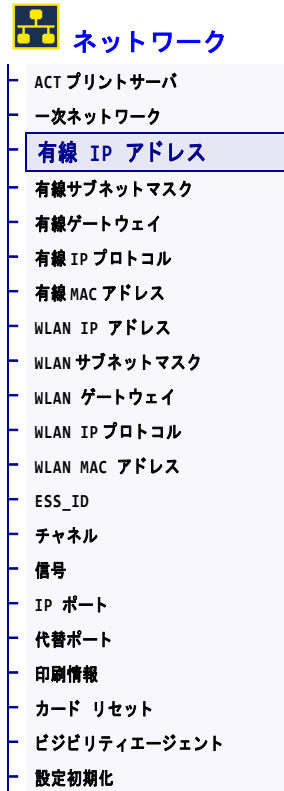 ネットワーク
ACT プリントサーバ
一次ネットワーク
有線 IP アドレス
有線サブネットマスク
有線ゲートウェイ
有線 IP プロトコル
有線 MAC アドレス
WLAN IP アドレス
WLAN サブネットマスク
WLAN ゲートウェイ
WLAN IP プロトコル
WLAN MAC アドレス
ESS_ID
チャネル
信号
IP ポート
代替ポート
印刷情報
カード リセット
ビジビリティエージェント
設定初期化